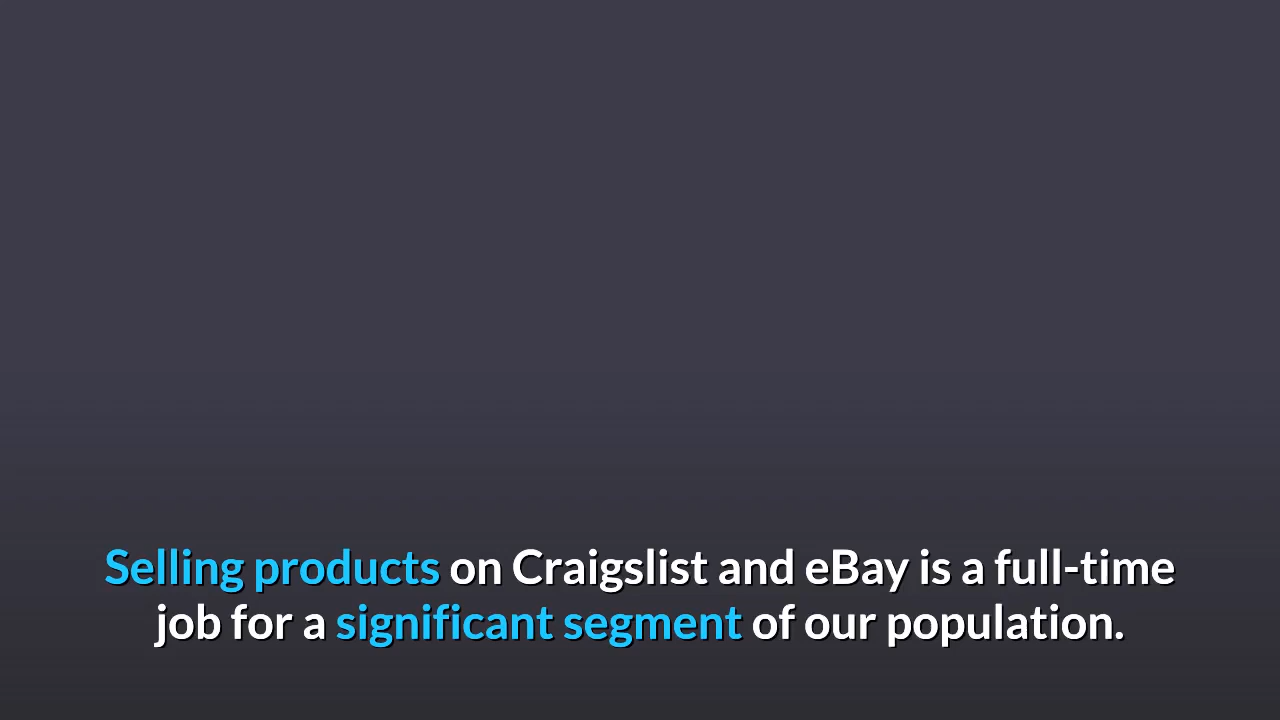 Selling products on Craigslist and eBay is a full-time
job for a significant segment of our population.